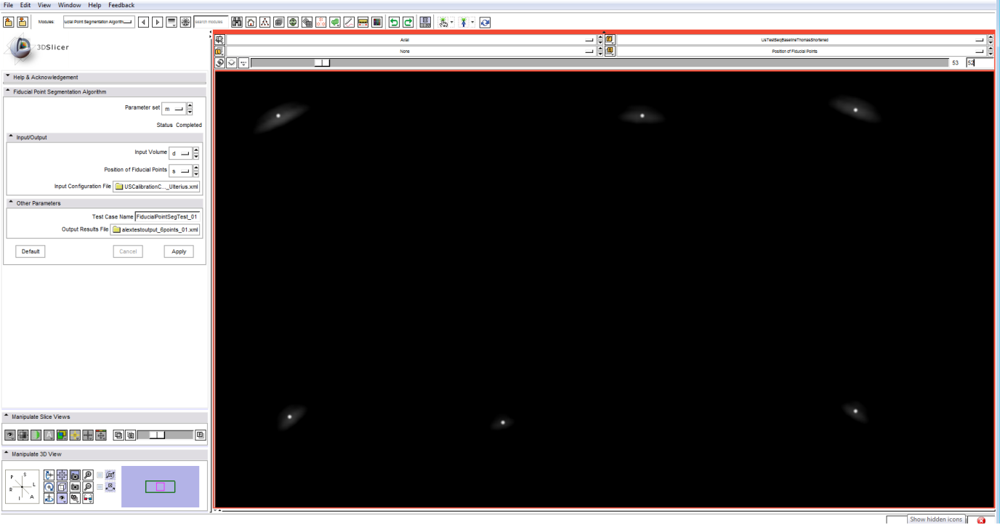 File Edit View Window Help Feedback
Modules: ucial Point Segmentation Algorithm search modules
3DSlicer
Axial UsTestSeqBaselineThomasShortened
None Position of Fiducial Points
53 52
Help & Acknowledgement
Fiducial Point Segmentation Algorithm
Parameter set m
Status Completed
Input/Output
Input Volume d
Position of Fiducial Points s
Input Configuration File USCalibrationC..._Ulterius.xml
Other Parameters
Test Case Name FiducialPointSegTest_01
Output Results File alextestoutput_6points_01.xml
Default Cancel Apply
Manipulate Slice Views
Manipulate 3D View
P S
R L
I A
Show hidden icons